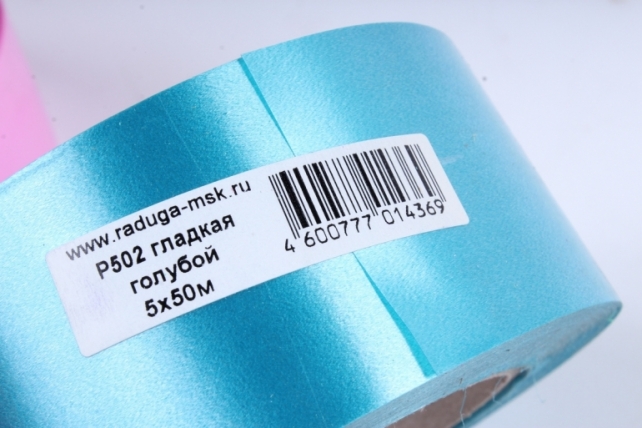 www.raduga-msk.ru
Р502 гладкая
голубой
5х50м
4 600777 014369